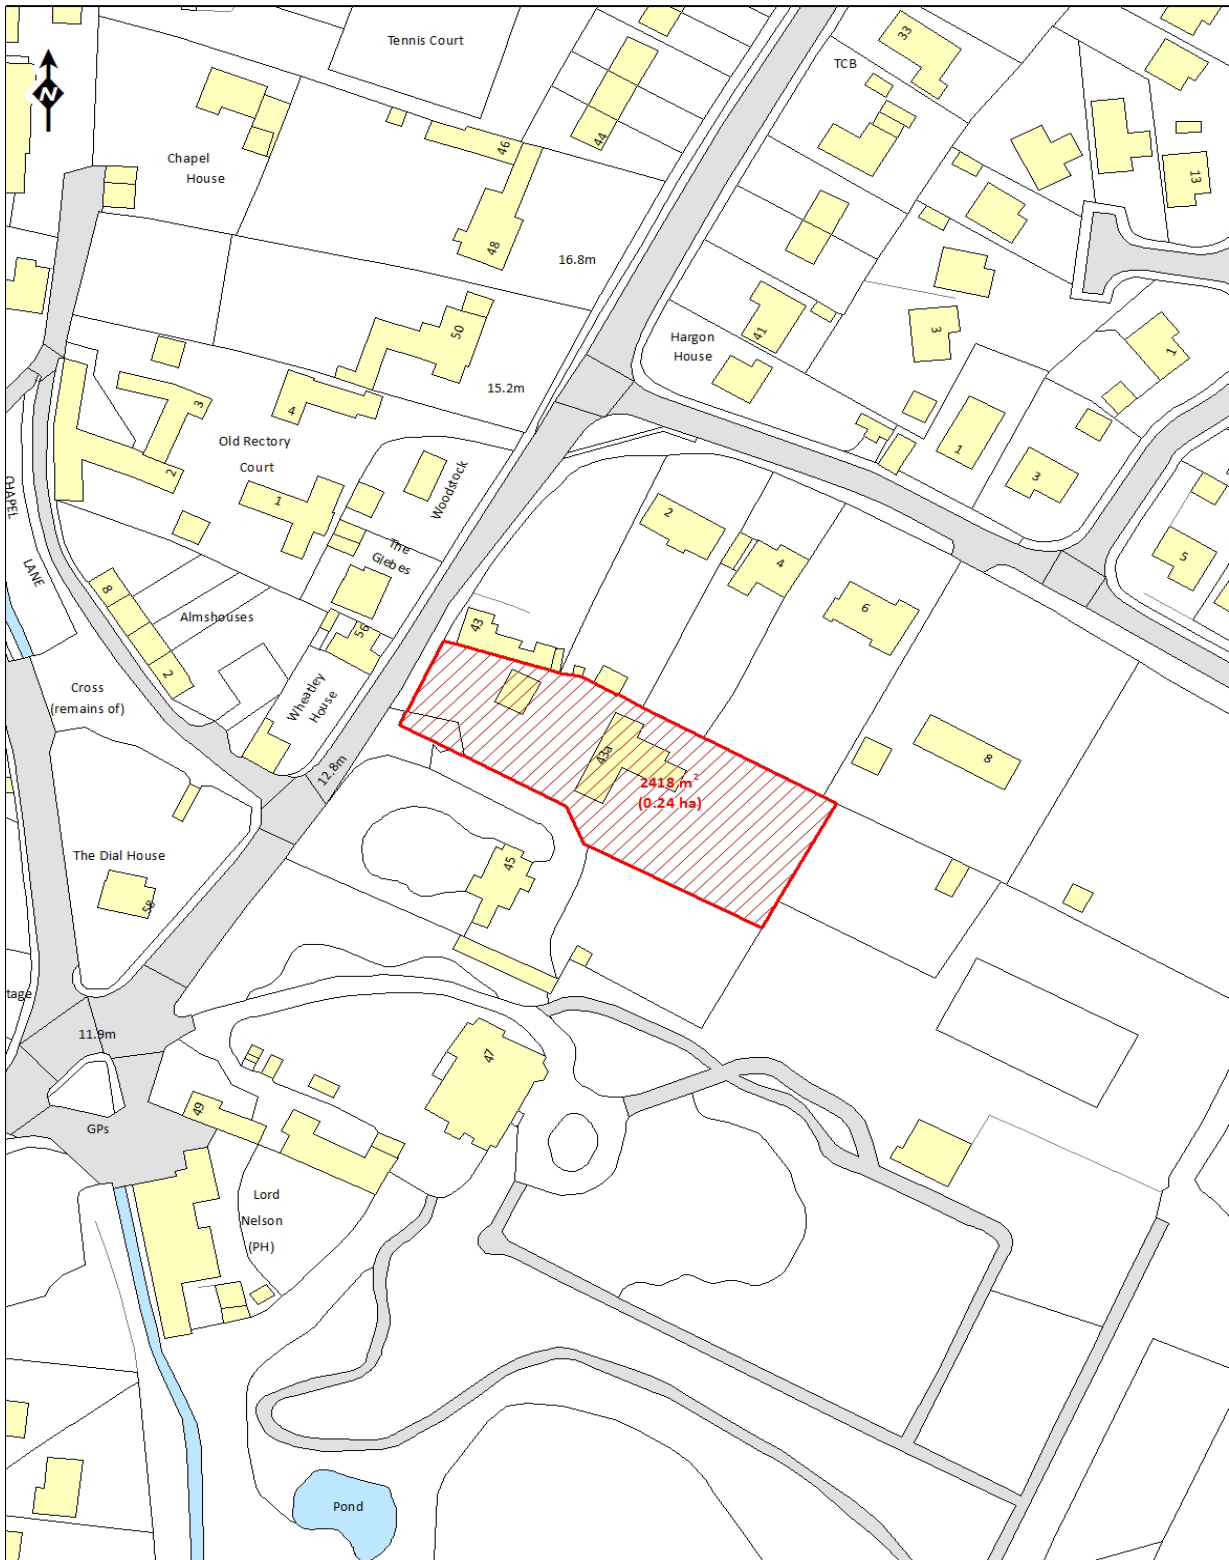 Tennis Court
33
TCB
N
44
46
Chapel
House
13
48
16.8m
50
41
3
Hargon
House
1
15.2m
3
4
Old Rectory
Court
2
1
Woodstock
1
3
CHAPEL
LANE
2
The
Glebes
4
5
8
Almshouses
6
43
56
2
Cross
(remains of)
Wheatley
House
43a
8
12.8m
2418 m²
(0.24 ha)
The Dial House
45
58
tage
11.9m
47
49
GPs
Lord
Nelson
(PH)
Pond